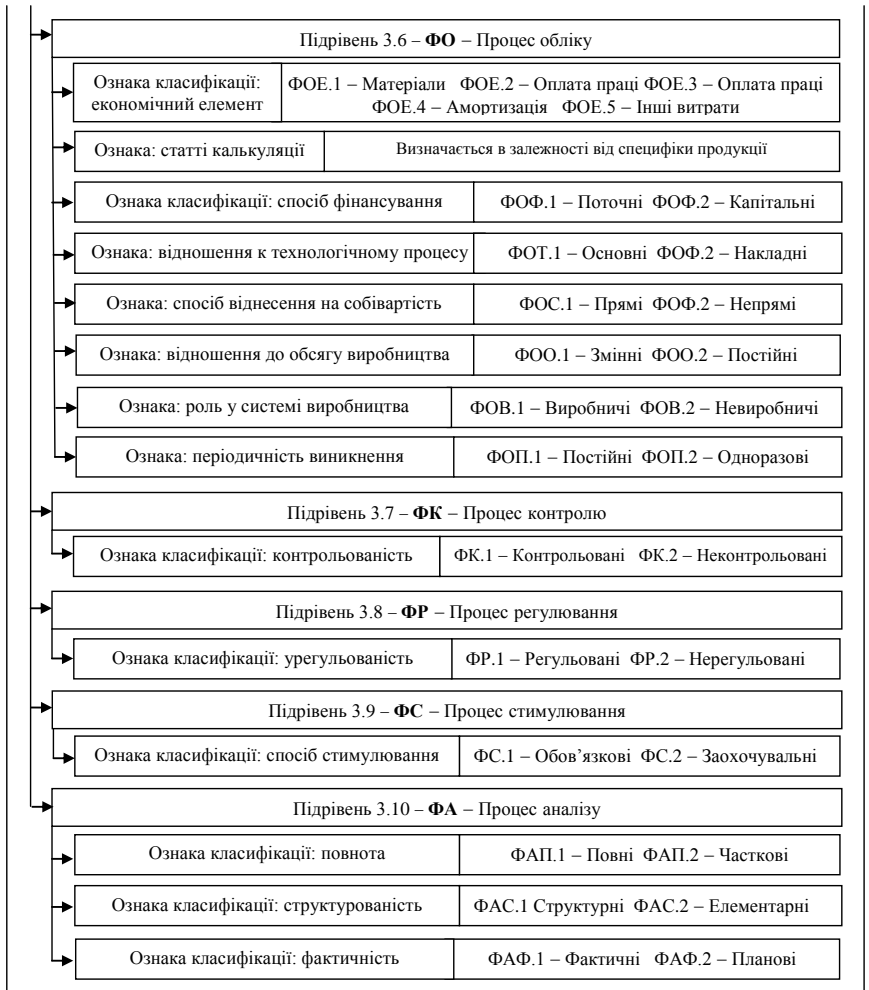 Підрівень 3.6 – ФО – Процес обліку
Ознака класифікації:
економічний елемент
ФОЕ.1 – Матеріали ФОЕ.2 – Оплата праці ФОЕ.3 – Оплата праці
ФОЕ.4 – Амортизація ФОЕ.5 – Інші витрати
Ознака: статті калькуляції
Визначається в залежності від специфіки продукції
Ознака класифікації: спосіб фінансування
ФОФ.1 – Поточні ФОФ.2 – Капітальні
Ознака: відношення к технологічному процесу
ФОТ.1 – Основні ФОФ.2 – Накладні
Ознака: спосіб віднесення на собівартість
ФОС.1 – Прямі ФОФ.2 – Непрямі
Ознака: відношення до обсягу виробництва
ФОО.1 – Змінні ФОО.2 – Постійні
Ознака: роль у системі виробництва
ФОВ.1 – Виробничі ФОВ.2 – Невиробничі
Ознака: періодичність виникнення
ФОП.1 – Постійні ФОП.2 – Одноразові
Підрівень 3.7 – ФК – Процес контролю
Ознака класифікації: контрольованість
ФК.1 – Контрольовані ФК.2 – Неконтрольовані
Підрівень 3.8 – ФР – Процес регулювання
Ознака класифікації: урегульованість
ФР.1 – Регульовані ФР.2 – Нерегульовані
Підрівень 3.9 – ФС – Процес стимулювання
Ознака класифікації: спосіб стимулювання
ФС.1 – Обов’язкові ФС.2 – Заохочувальні
Підрівень 3.10 – ФА – Процес аналізу
Ознака класифікації: повнота
ФАП.1 – Повні ФАП.2 – Часткові
Ознака класифікації: структурованість
ФАС.1 Структурні ФАС.2 – Елементарні
Ознака класифікації: фактичність
ФАФ.1 – Фактичні ФАФ.2 – Планові